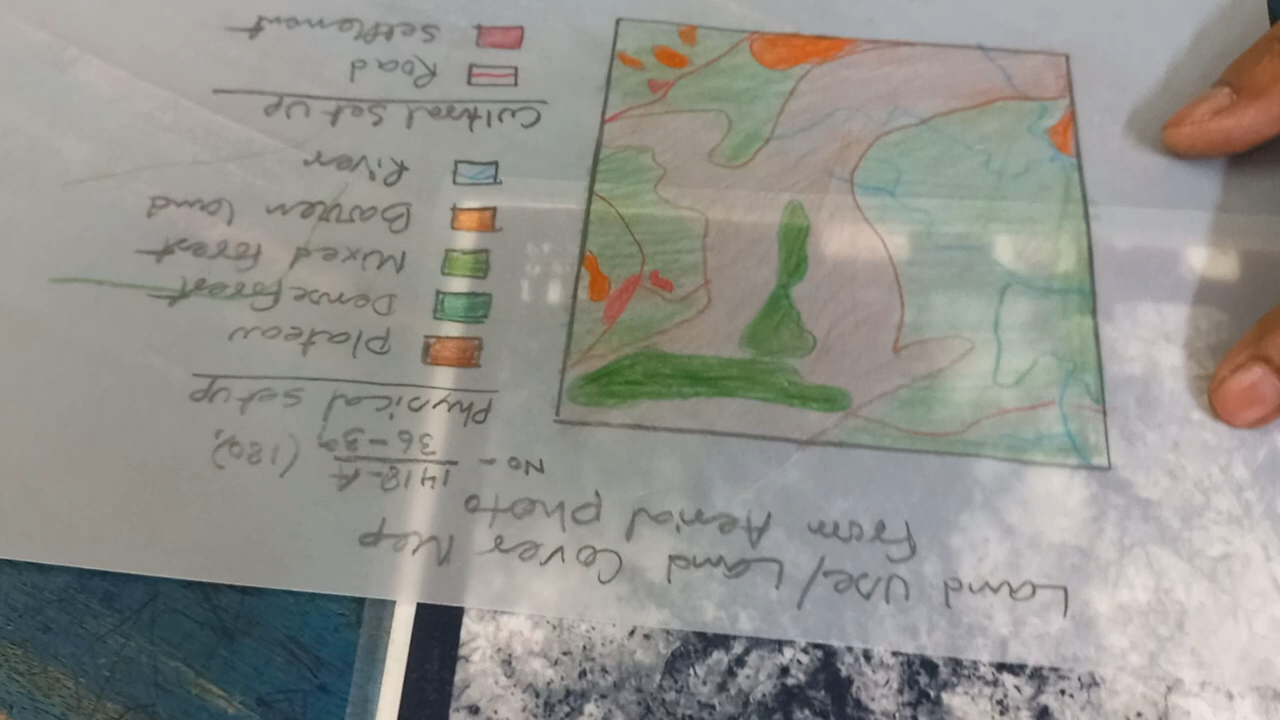 Land Use/Land Cover Map
From Aerial photo
No - 1418-A
36-39 (180)
Physical Set up
Plateau
Dense forest
Mixed forest
Barren land
River
Cultral Set up
Road
Settlement